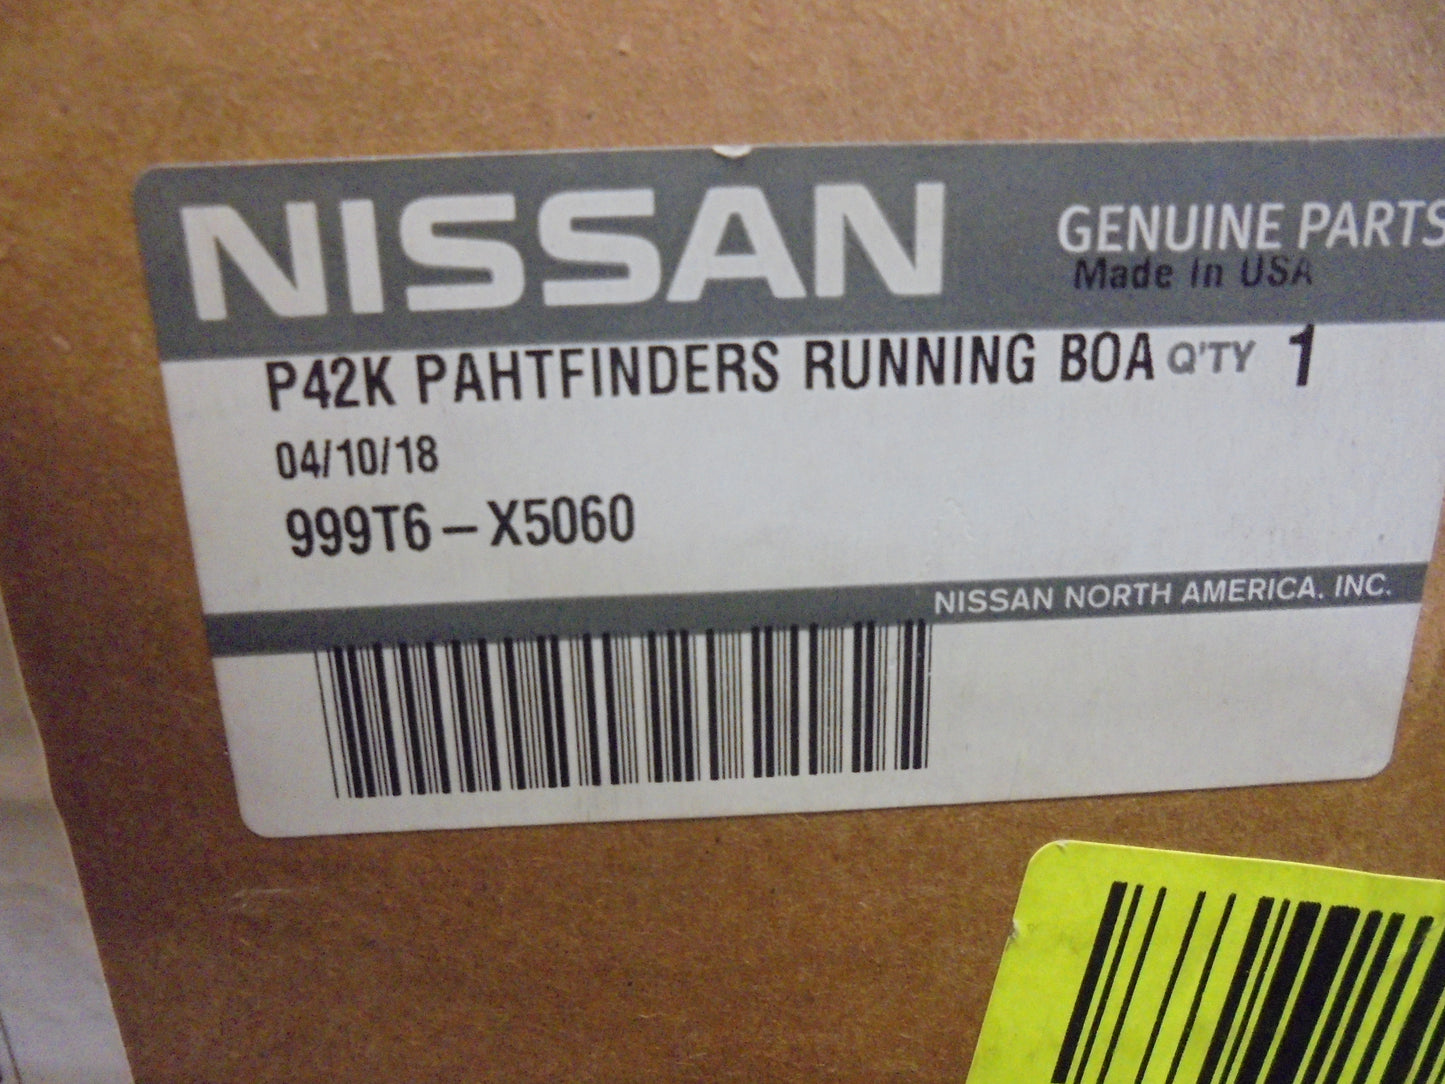 NISSAN
GENUINE PARTS
Made In USA
P42K PAHTFINDERS RUNNING BOA Q'TY 1
04/10/18
999T6-X5060
NISSAN NORTH AMERICA, INC.